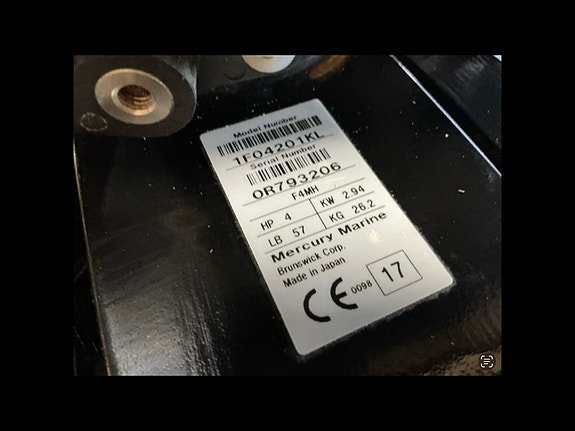 Model Number
1F04201KL
Serial Number
0R793206
F4MH
HP 4 KW 2.94
LB 57 KG 26.2
Mercury Marine
Brunswick Corp.
Made in Japan
CE 0098 17